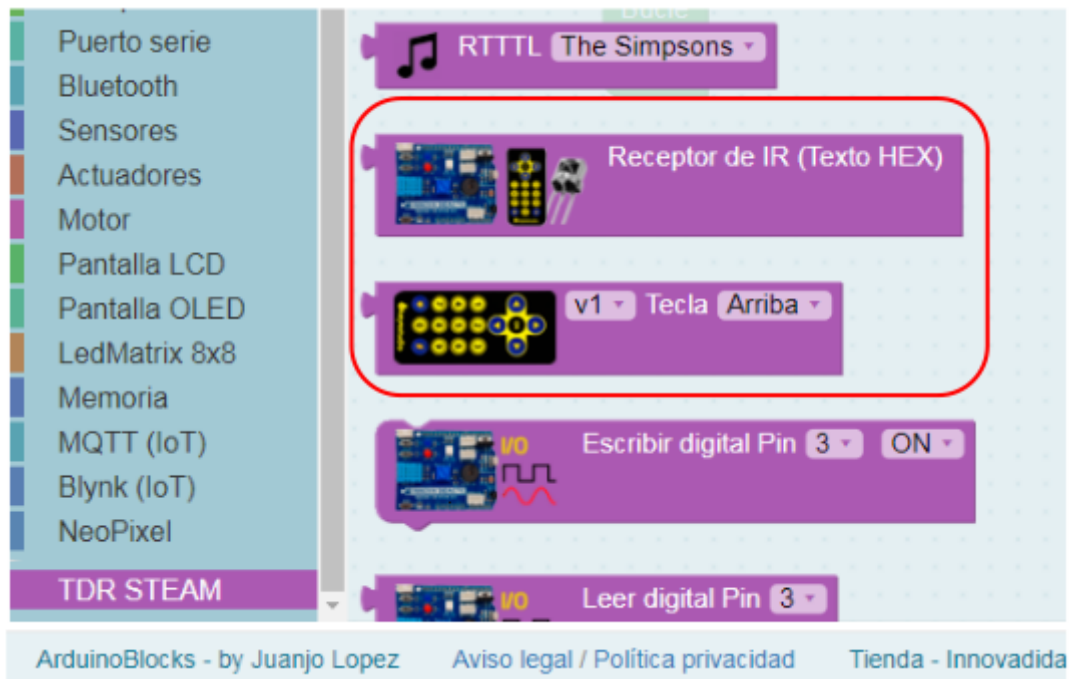 Puerto serie
Bluetooth
Sensores
Actuadores
Motor
Pantalla LCD
Pantalla OLED
LedMatrix 8x8
Memoria
MQTT (IoT)
Blynk (IoT)
NeoPixel
TDR STEAM
Bucle
RTTTL The Simpsons
Receptor de IR (Texto HEX)
v1 Tecla Arriba
I/O Escribir digital Pin 3 ON
I/O Leer digital Pin 3
ArduinoBlocks - by Juanjo Lopez Aviso legal / Política privacidad Tienda - Innovadida